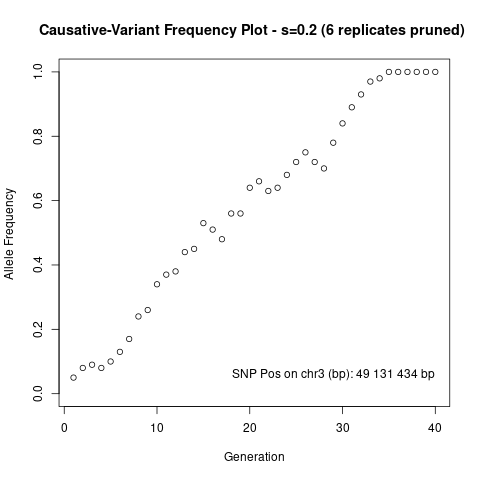 Causative-Variant Frequency Plot - s=0.2 (6 replicates pruned)
Allele Frequency
1.0
0.8
0.6
0.4
0.2
0.0
SNP Pos on chr3 (bp): 49 131 434 bp
0 10 20 30 40
Generation